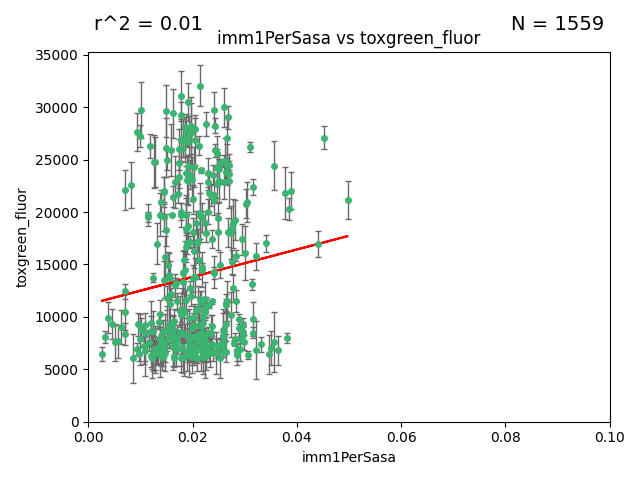 r^2 = 0.01
N = 1559
imm1PerSasa vs toxgreen_fluor
35000
30000
25000
20000
15000
10000
5000
0
toxgreen_fluor
0.00
0.02
0.04
0.06
0.08
0.10
imm1PerSasa